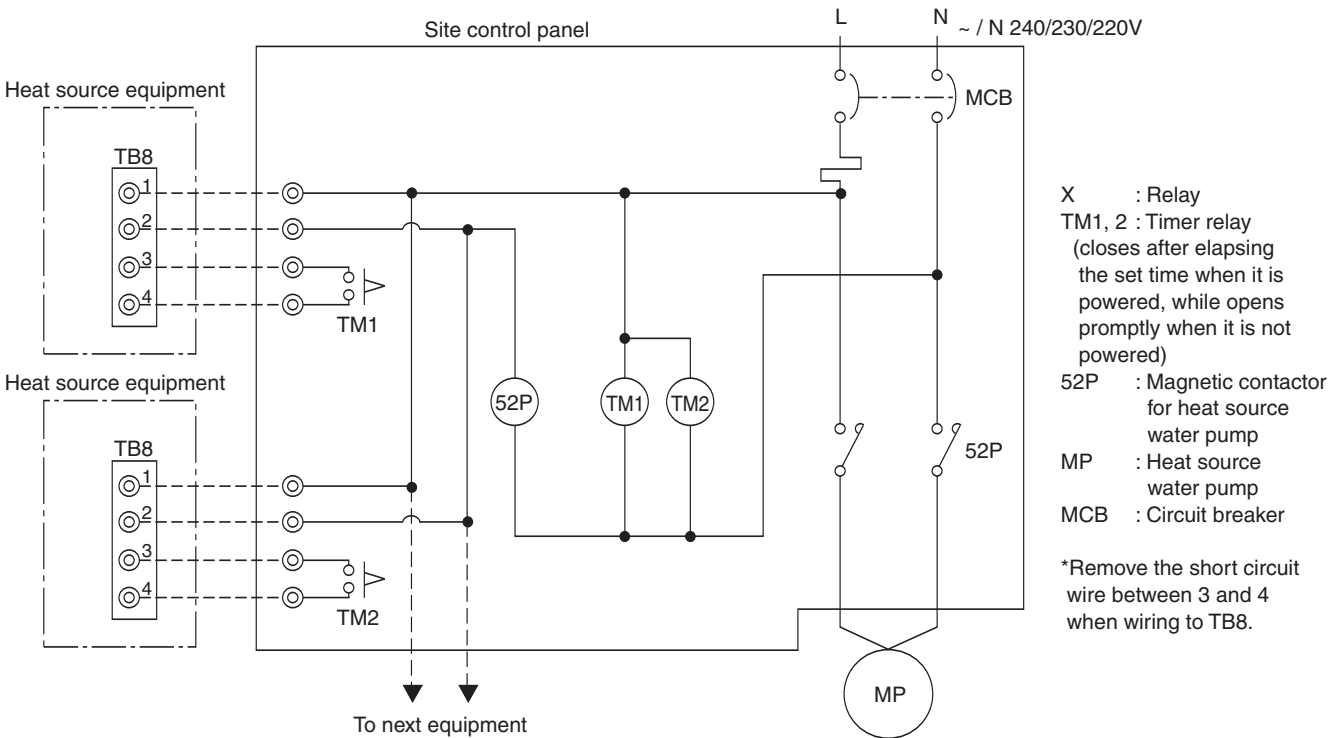 Site control panel
L
N
~ / N 240/230/220V
MCB
Heat source equipment
TB8
1
2
3
4
TM1
Heat source equipment
TB8
1
2
3
4
TM2
52P
TM1
TM2
52P
MP
To next equipment
X : Relay
TM1, 2 : Timer relay
(closes after elapsing
the set time when it is
powered, while opens
promptly when it is not
powered)
52P : Magnetic contactor
for heat source
water pump
MP : Heat source
water pump
MCB : Circuit breaker
*Remove the short circuit
wire between 3 and 4
when wiring to TB8.